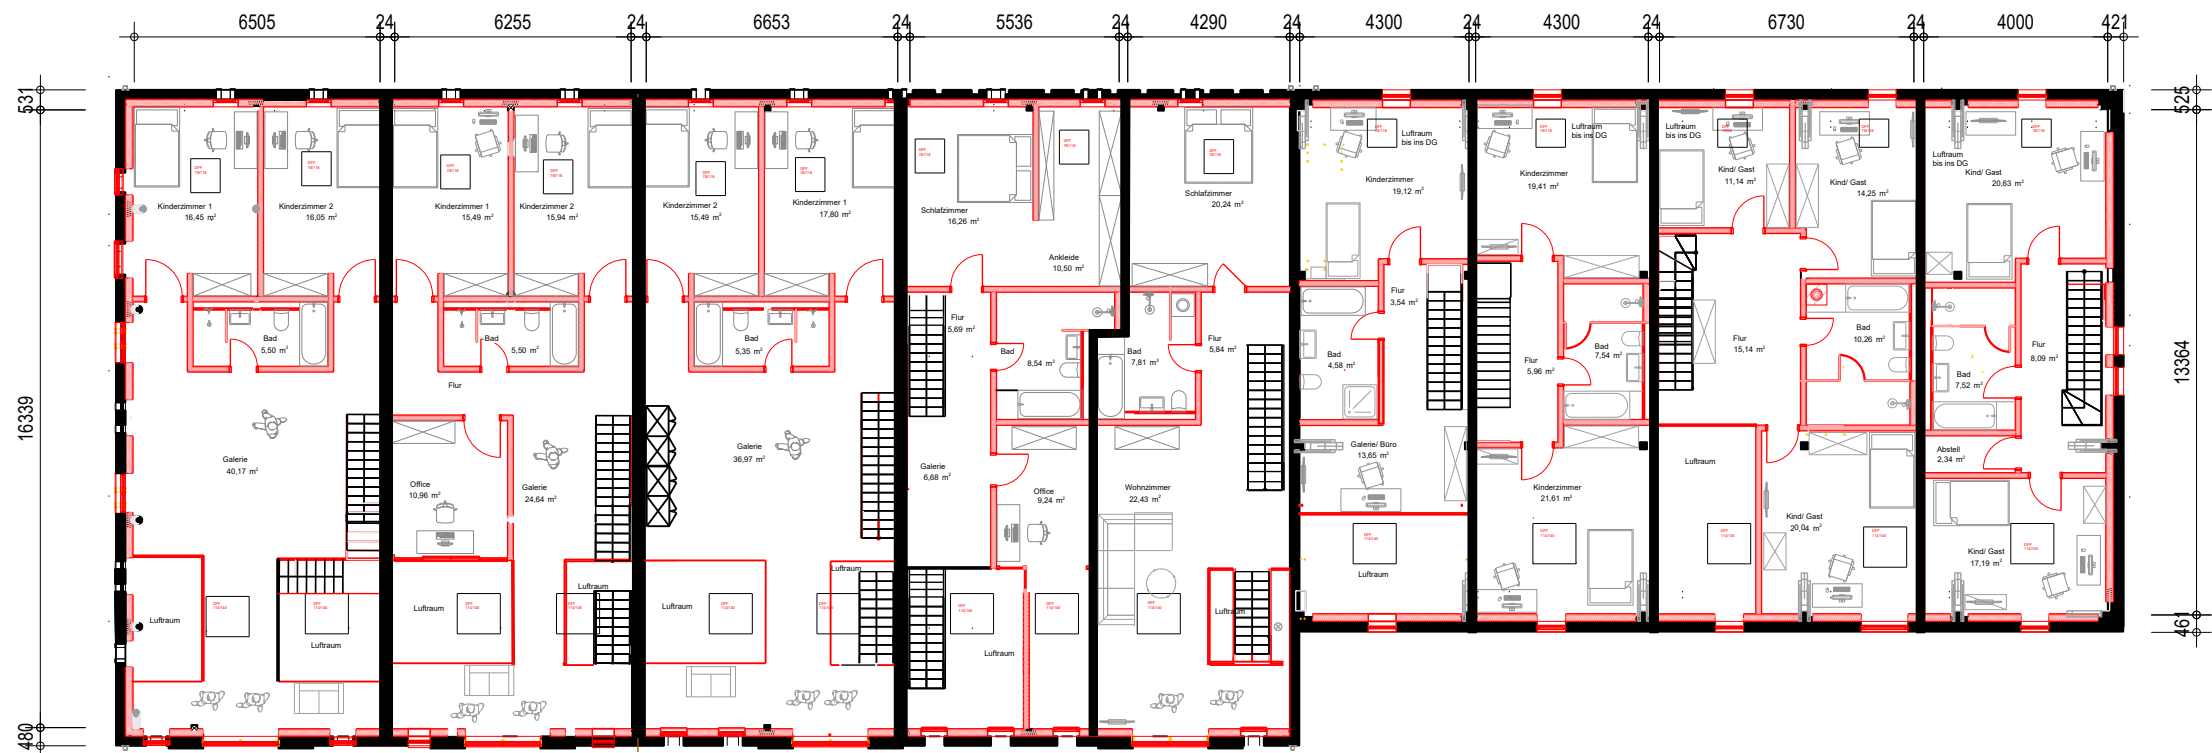 6505 24 6255 24 6653 24 5536 24 4290 24 4300 24 4300 24 6730 24 4000 421
531
16339
480
525
13364
461
Kinderzimmer 1
16,45 m²
Kinderzimmer 2
16,05 m²
Bad
5,50 m²
Galerie
40,17 m²
Luftraum
Luftraum
Kinderzimmer 1
15,49 m²
Kinderzimmer 2
15,94 m²
Bad
5,50 m²
Flur
Office
10,96 m²
Galerie
24,64 m²
Luftraum
Luftraum
Kinderzimmer 2
15,49 m²
Kinderzimmer 1
17,80 m²
Bad
5,35 m²
Galerie
36,97 m²
Luftraum
Luftraum
Schlafzimmer
16,26 m²
Ankleide
10,50 m²
Flur
5,69 m²
Bad
8,54 m²
Galerie
6,68 m²
Office
9,24 m²
Luftraum
Schlafzimmer
20,24 m²
Bad
7,81 m²
Flur
5,84 m²
Wohnzimmer
22,43 m²
Luftraum
Luftraum
bis ins DG
Kinderzimmer
19,12 m²
Flur
3,54 m²
Bad
4,58 m²
Galerie/ Büro
13,65 m²
Luftraum
Luftraum
bis ins DG
Kinderzimmer
19,41 m²
Flur
5,96 m²
Bad
7,54 m²
Kinderzimmer
21,61 m²
Luftraum
bis ins DG
Kind/ Gast
11,14 m²
Kind/ Gast
14,25 m²
Flur
15,14 m²
Bad
10,26 m²
Luftraum
Kind/ Gast
20,04 m²
Luftraum
bis ins DG
Kind/ Gast
20,63 m²
Flur
8,09 m²
Bad
7,52 m²
Abstell
2,34 m²
Kind/ Gast
17,19 m²